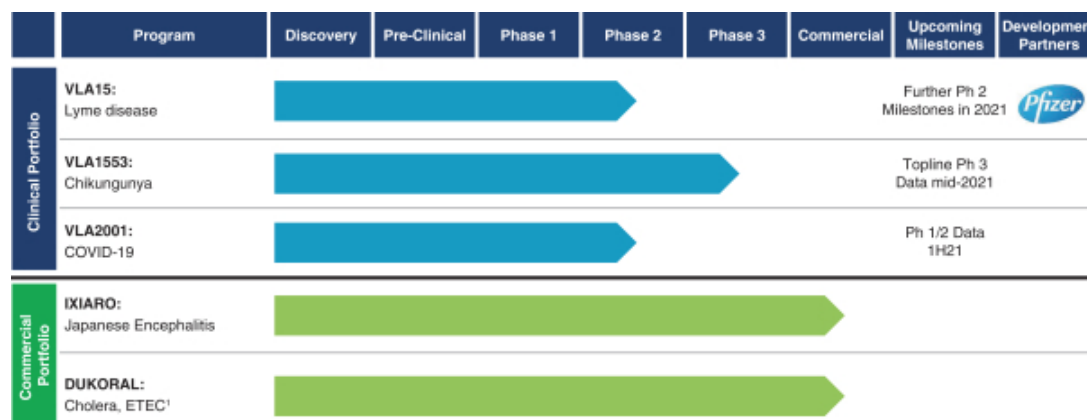 Program
Discovery
Pre-Clinical
Phase 1
Phase 2
Phase 3
Commercial
Upcoming
Milestones
Developmen
Partners
Clinical Portfolio
VLA15:
Lyme disease
Further Ph 2
Milestones in 2021
Pfizer
VLA1553:
Chikungunya
Topline Ph 3
Data mid-2021
VLA2001:
COVID-19
Ph 1/2 Data
1H21
Commercial
Portfolio
IXIARO:
Japanese Encephalitis
DUKORAL:
Cholera, ETEC¹